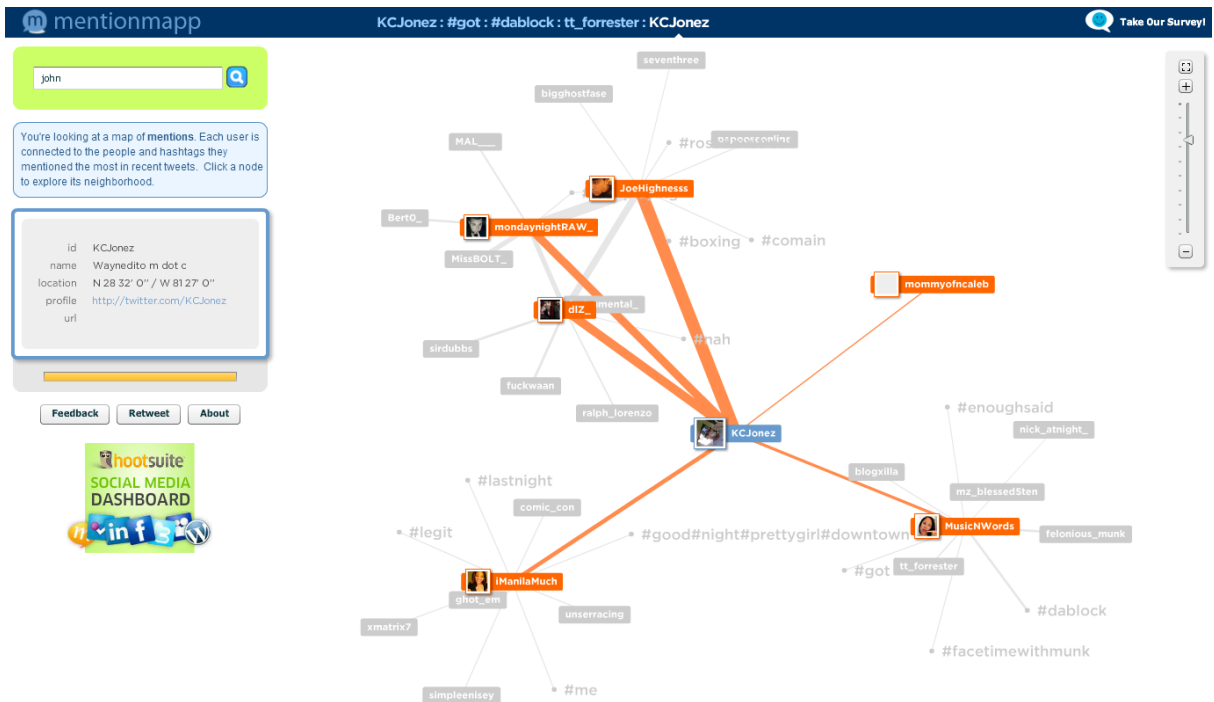 mentionmapp
KCJonez : #got : #dablock : tt_forrester : KCJonez
Take Our Survey!
john
You're looking at a map of mentions. Each user is
connected to the people and hashtags they
mentioned the most in recent tweets. Click a node
to explore its neighborhood.
id KCJonez
name Waynedito m dot c
location N 28 32' 0'' / W 81 27' 0''
profile http://twitter.com/KCJonez
url
Feedback Retweet About
hootsuite
SOCIAL MEDIA
DASHBOARD
seventhree
bigghostfase
MAL___
JoeHighnesss
Bert0_
mondaynightRAW_
#boxing
#comain
MissBOLT_
mommyofncaleb
dIZ_
#nah
sirdubbs
fuckwaan
ralph_lorenzo
KCJonez
#enoughsaid
nick_atnight_
blogxilla
#lastnight
mz_blessed5ten
comic_con
#legit
#good#night#prettygirl#downtown
MusicNWords
felonious_munk
#got
tt_forrester
iManilaMuch
ghot_em
unserracing
#dablock
xmatrix7
#facetimewithmunk
simpleenisey
#me